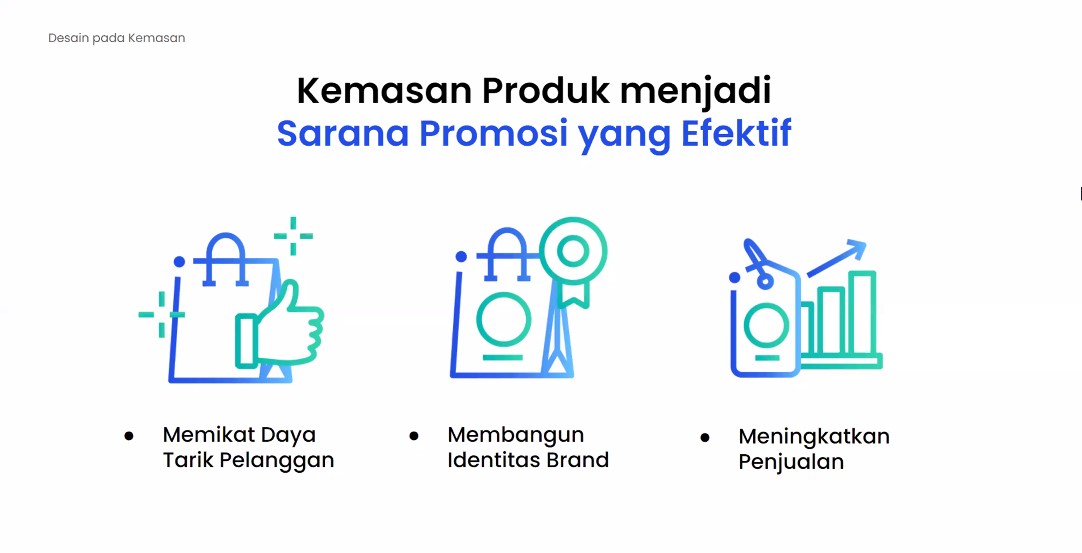 Desain pada Kemasan
Kemasan Produk menjadi
Sarana Promosi yang Efektif
● Memikat Daya
Tarik Pelanggan
● Membangun
Identitas Brand
● Meningkatkan
Penjualan